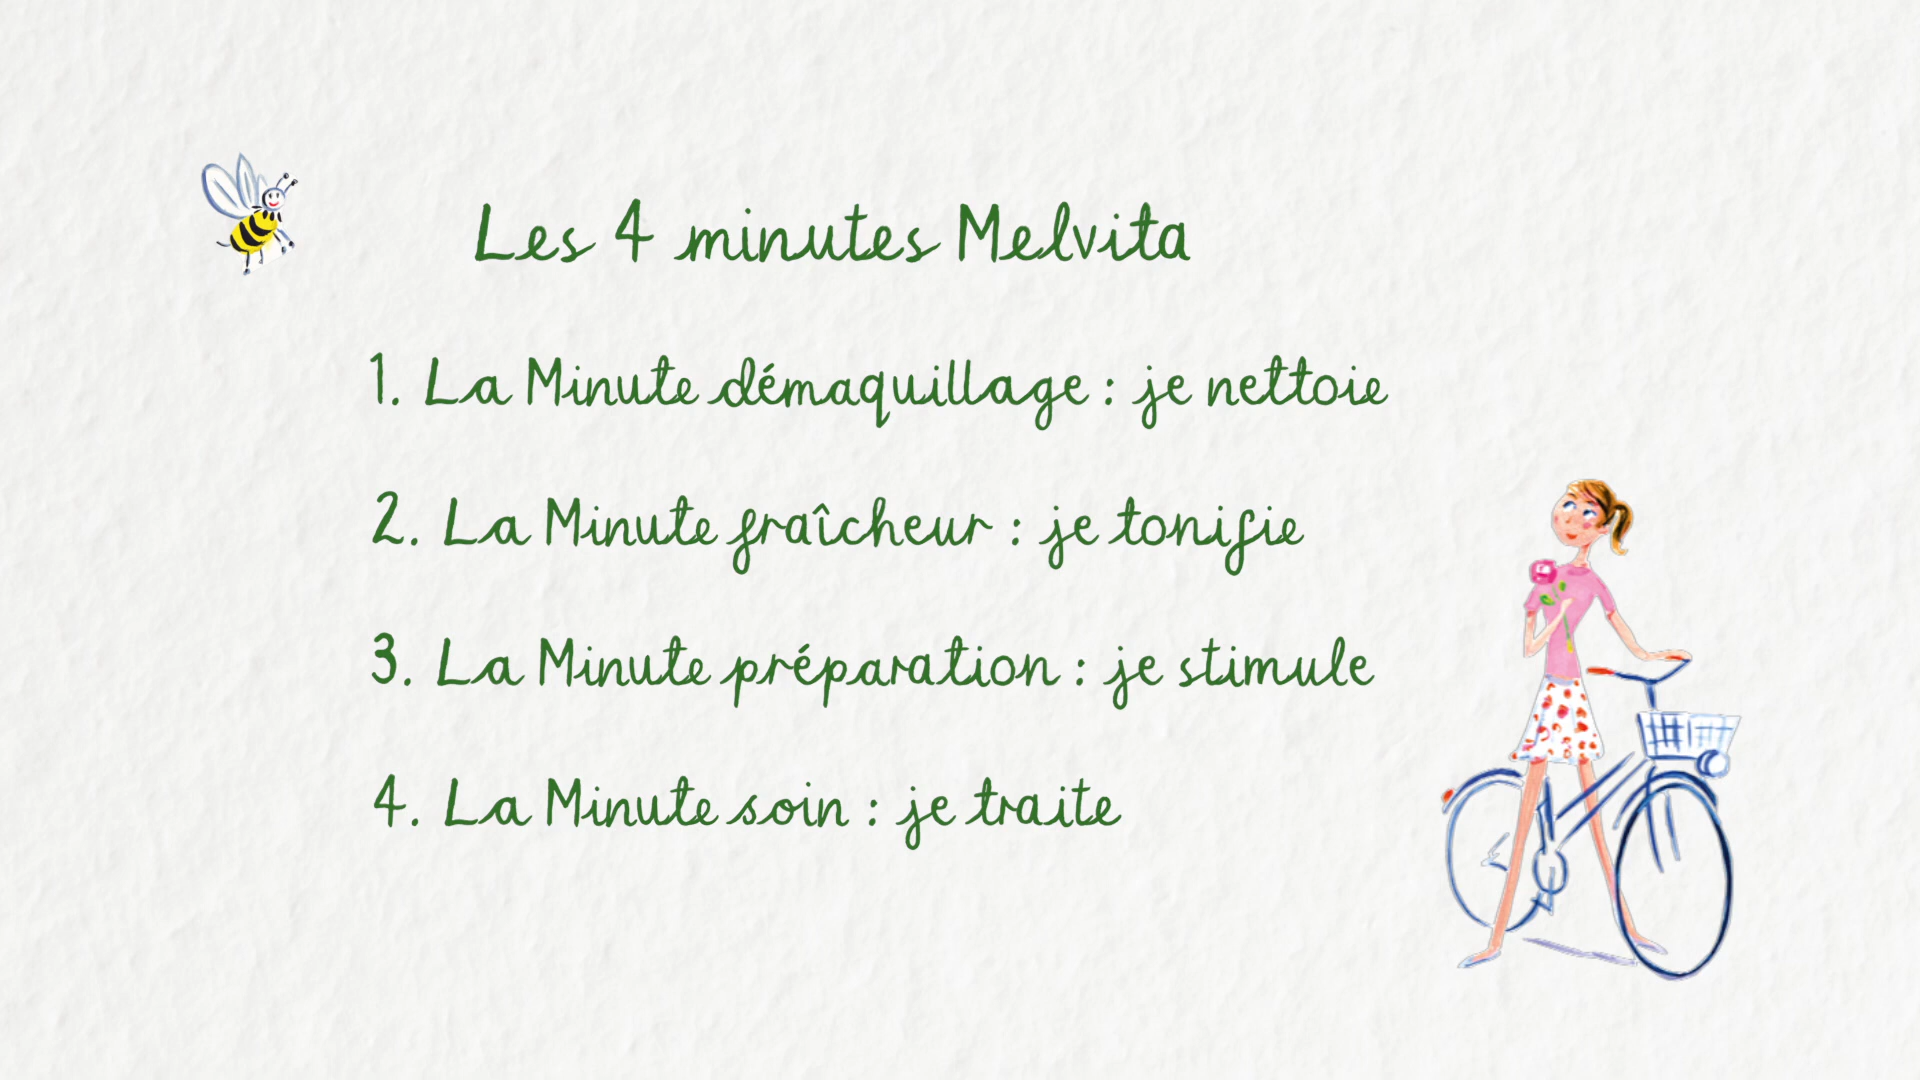 Les 4 minutes Melvita
1. La Minute démaquillage : je nettoie
2. La Minute fraîcheur : je tonifie
3. La Minute préparation : je stimule
4. La Minute soin : je traite